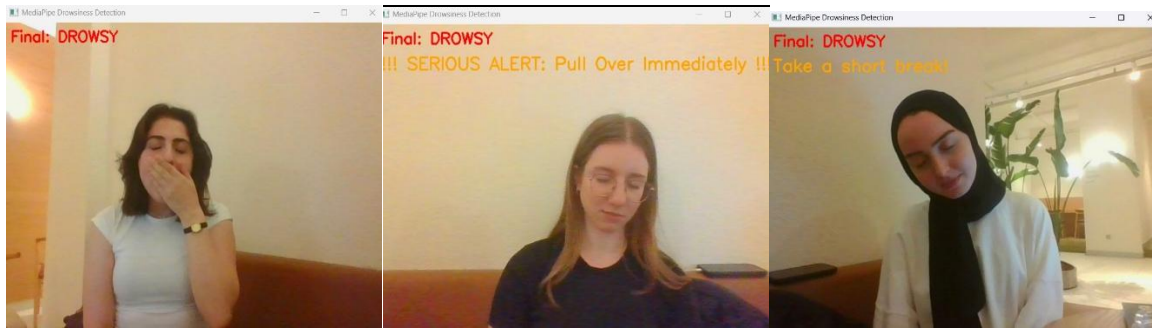 MediaPipe Drowsiness Detection
Final: DROWSY
MediaPipe Drowsiness Detection
Final: DROWSY
!!! SERIOUS ALERT: Pull Over Immediately !!!
MediaPipe Drowsiness Detection
Final: DROWSY
Take a short break!